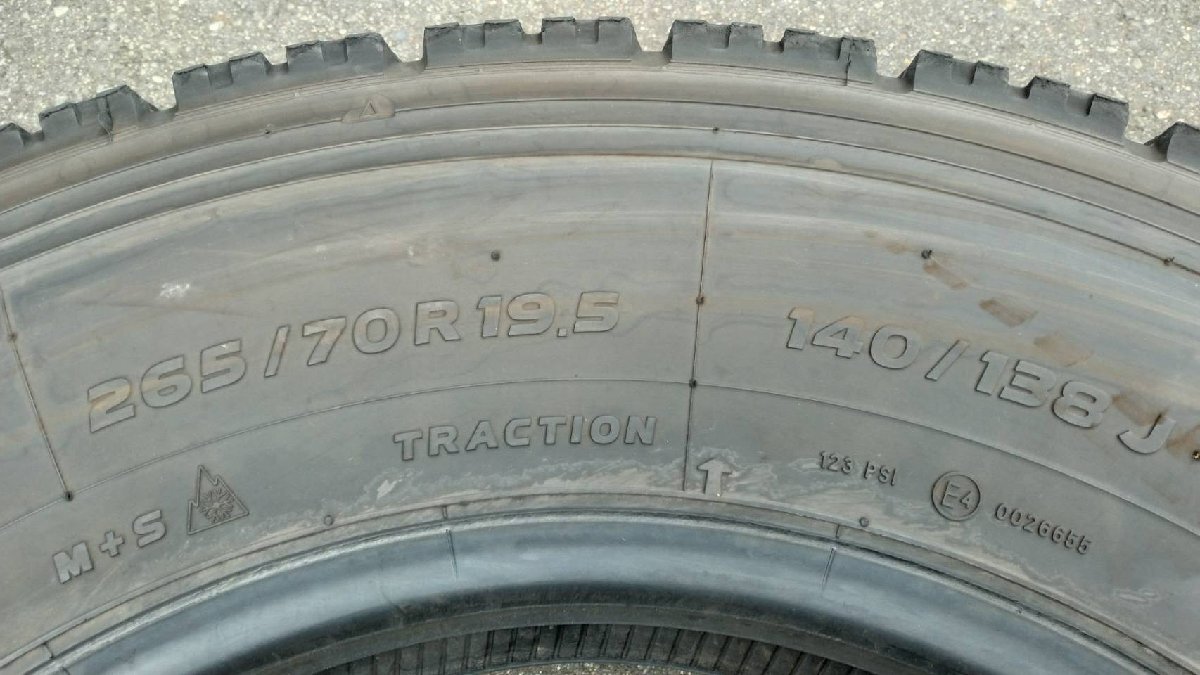 265/70R19.5
140/138J
TRACTION
M+S
123 PSI
E4
0026655